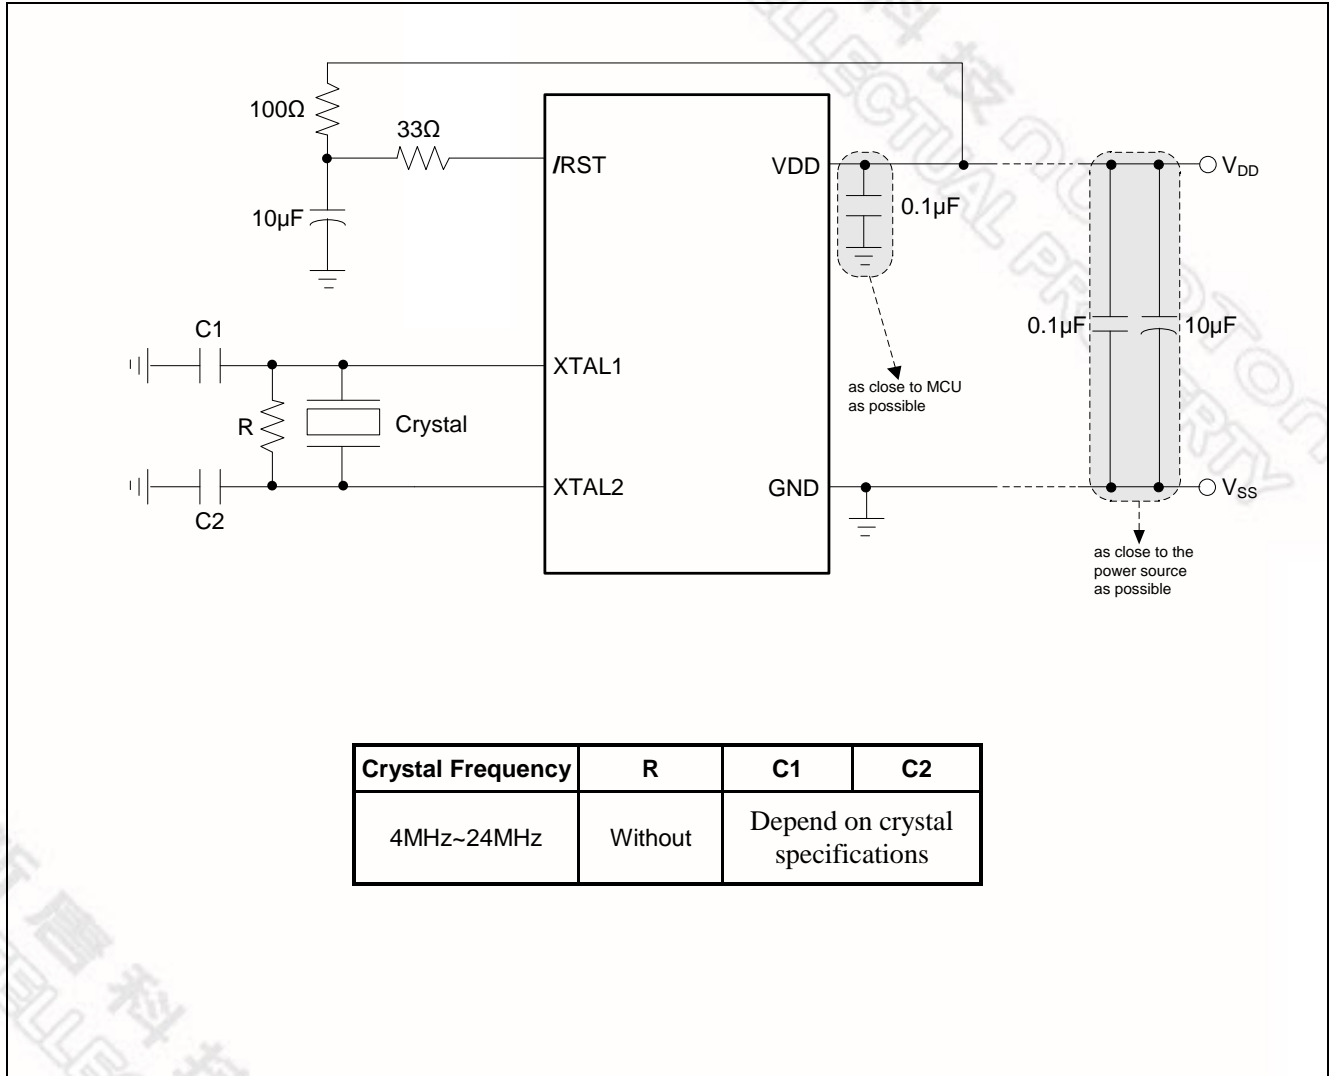 100Ω
33Ω
10µF
/RST
VDD
0.1µF
V_DD
C1
XTAL1
as close to MCU
as possible
0.1µF
10µF
R
Crystal
XTAL2
C2
GND
V_SS
as close to the
power source
as possible
Crystal Frequency R C1 C2
4MHz~24MHz Without Depend on crystal
specifications